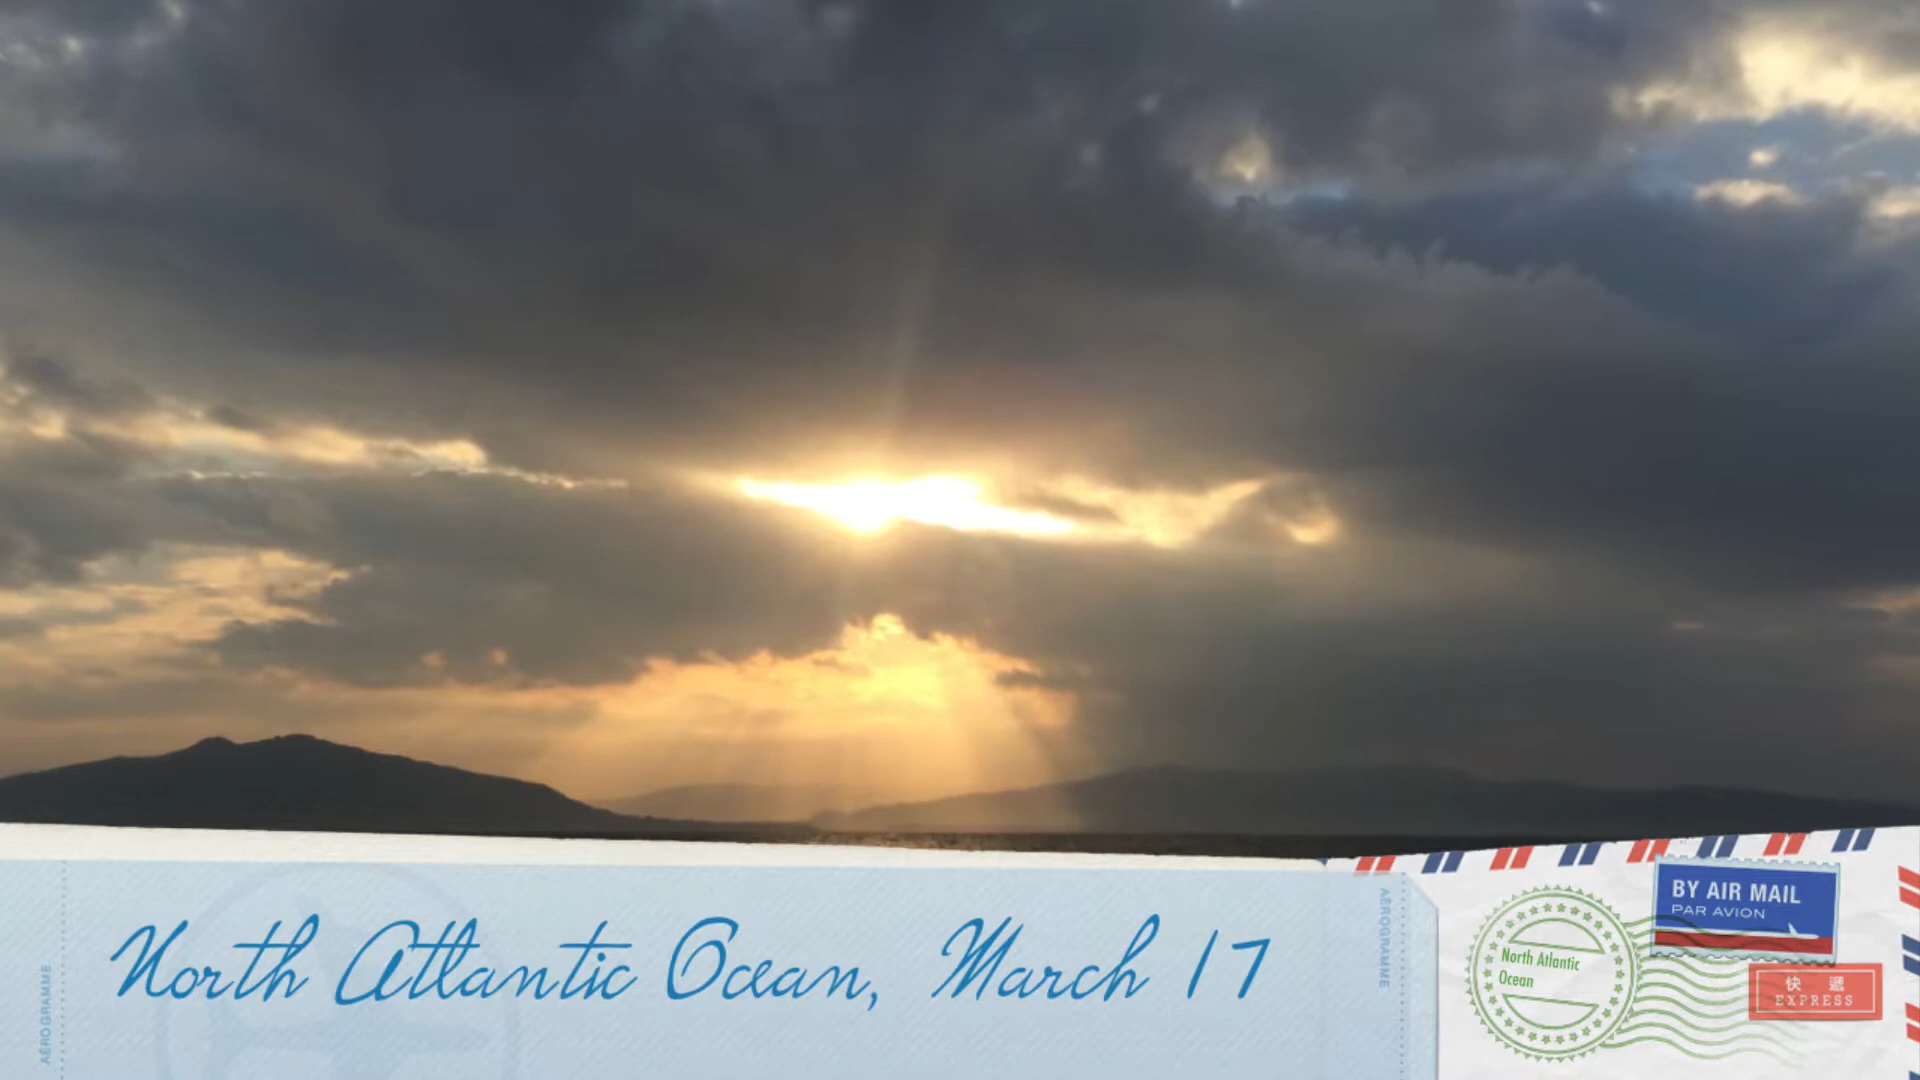 North Atlantic Ocean, March 17
AÉROGRAMME
AÉROGRAMME
North Atlantic
Ocean
BY AIR MAIL
PAR AVION
快遞
EXPRESS